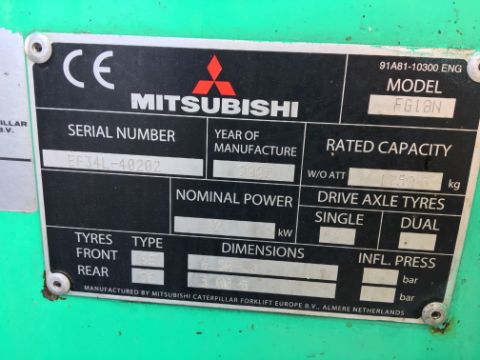 91A81-10300 ENG
CE
MITSUBISHI
MODEL
FG18N
SERIAL NUMBER
EF34L-40202
YEAR OF MANUFACTURE
RATED CAPACITY
W/O ATT
kg
NOMINAL POWER
kW
DRIVE AXLE TYRES
SINGLE
DUAL
TYRES
TYPE
DIMENSIONS
INFL. PRESS
FRONT
bar
REAR
bar
MANUFACTURED BY MITSUBISHI CATERPILLAR FORKLIFT EUROPE B.V., ALMERE NETHERLANDS
PILLAR
B.V.